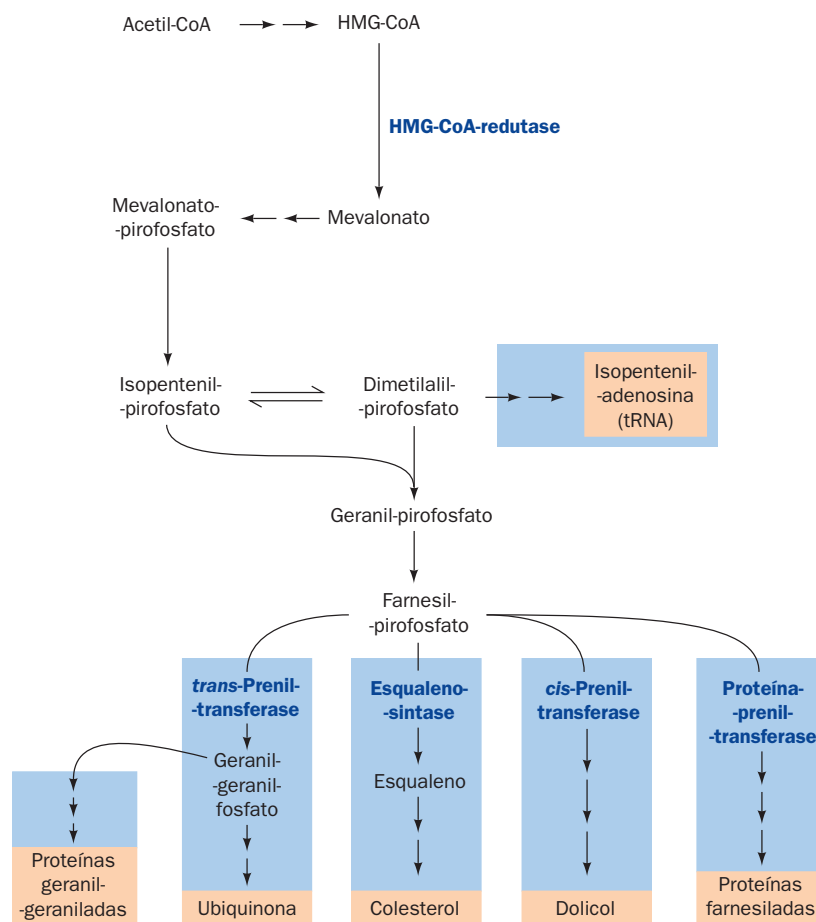 Acetil-CoA
HMG-CoA
HMG-CoA-redutase
Mevalonato-
-pirofosfato
Mevalonato
Isopentenil-
-pirofosfato
Dimetilalil-
-pirofosfato
Isopentenil-
-adenosina
(tRNA)
Geranil-pirofosfato
Farnesil-
-pirofosfato
trans-Prenil-
-transferase
Esqualeno-
-sintase
cis-Prenil-
transferase
Proteína-
-prenil-
-transferase
Geranil-
-geranil-
fosfato
Esqualeno
Proteínas
geranil-
-geraniladas
Ubiquinona
Colesterol
Dolicol
Proteínas
farnesiladas